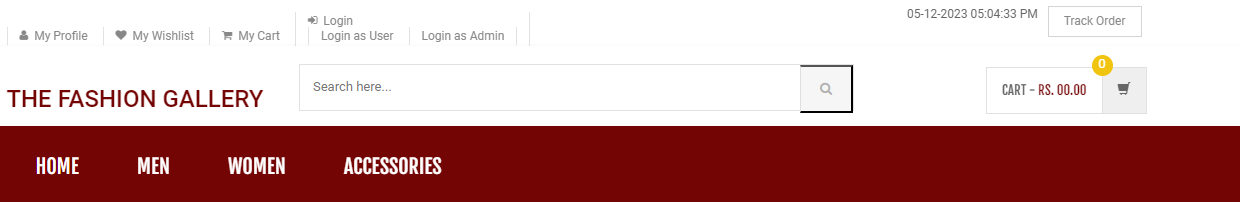 Login
05-12-2023 05:04:33 PM
Track Order
My Profile
My Wishlist
My Cart
Login as User
Login as Admin
THE FASHION GALLERY
Search here...
0
CART - RS. 00.00
HOME
MEN
WOMEN
ACCESSORIES